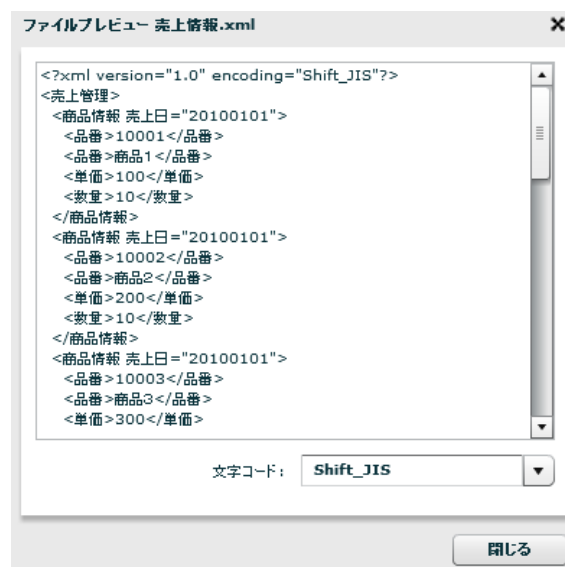 ファイルプレビュー 売上情報.xml
<?xml version="1.0" encoding="Shift_JIS"?>
<売上管理>
<商品情報 売上日="20100101">
<品番>10001</品番>
<品番>商品1</品番>
<単価>100</単価>
<数量>10</数量>
</商品情報>
<商品情報 売上日="20100101">
<品番>10002</品番>
<品番>商品2</品番>
<単価>200</単価>
<数量>10</数量>
</商品情報>
<商品情報 売上日="20100101">
<品番>10003</品番>
<品番>商品3</品番>
<単価>300</単価>
文字コード: Shift_JIS
閉じる